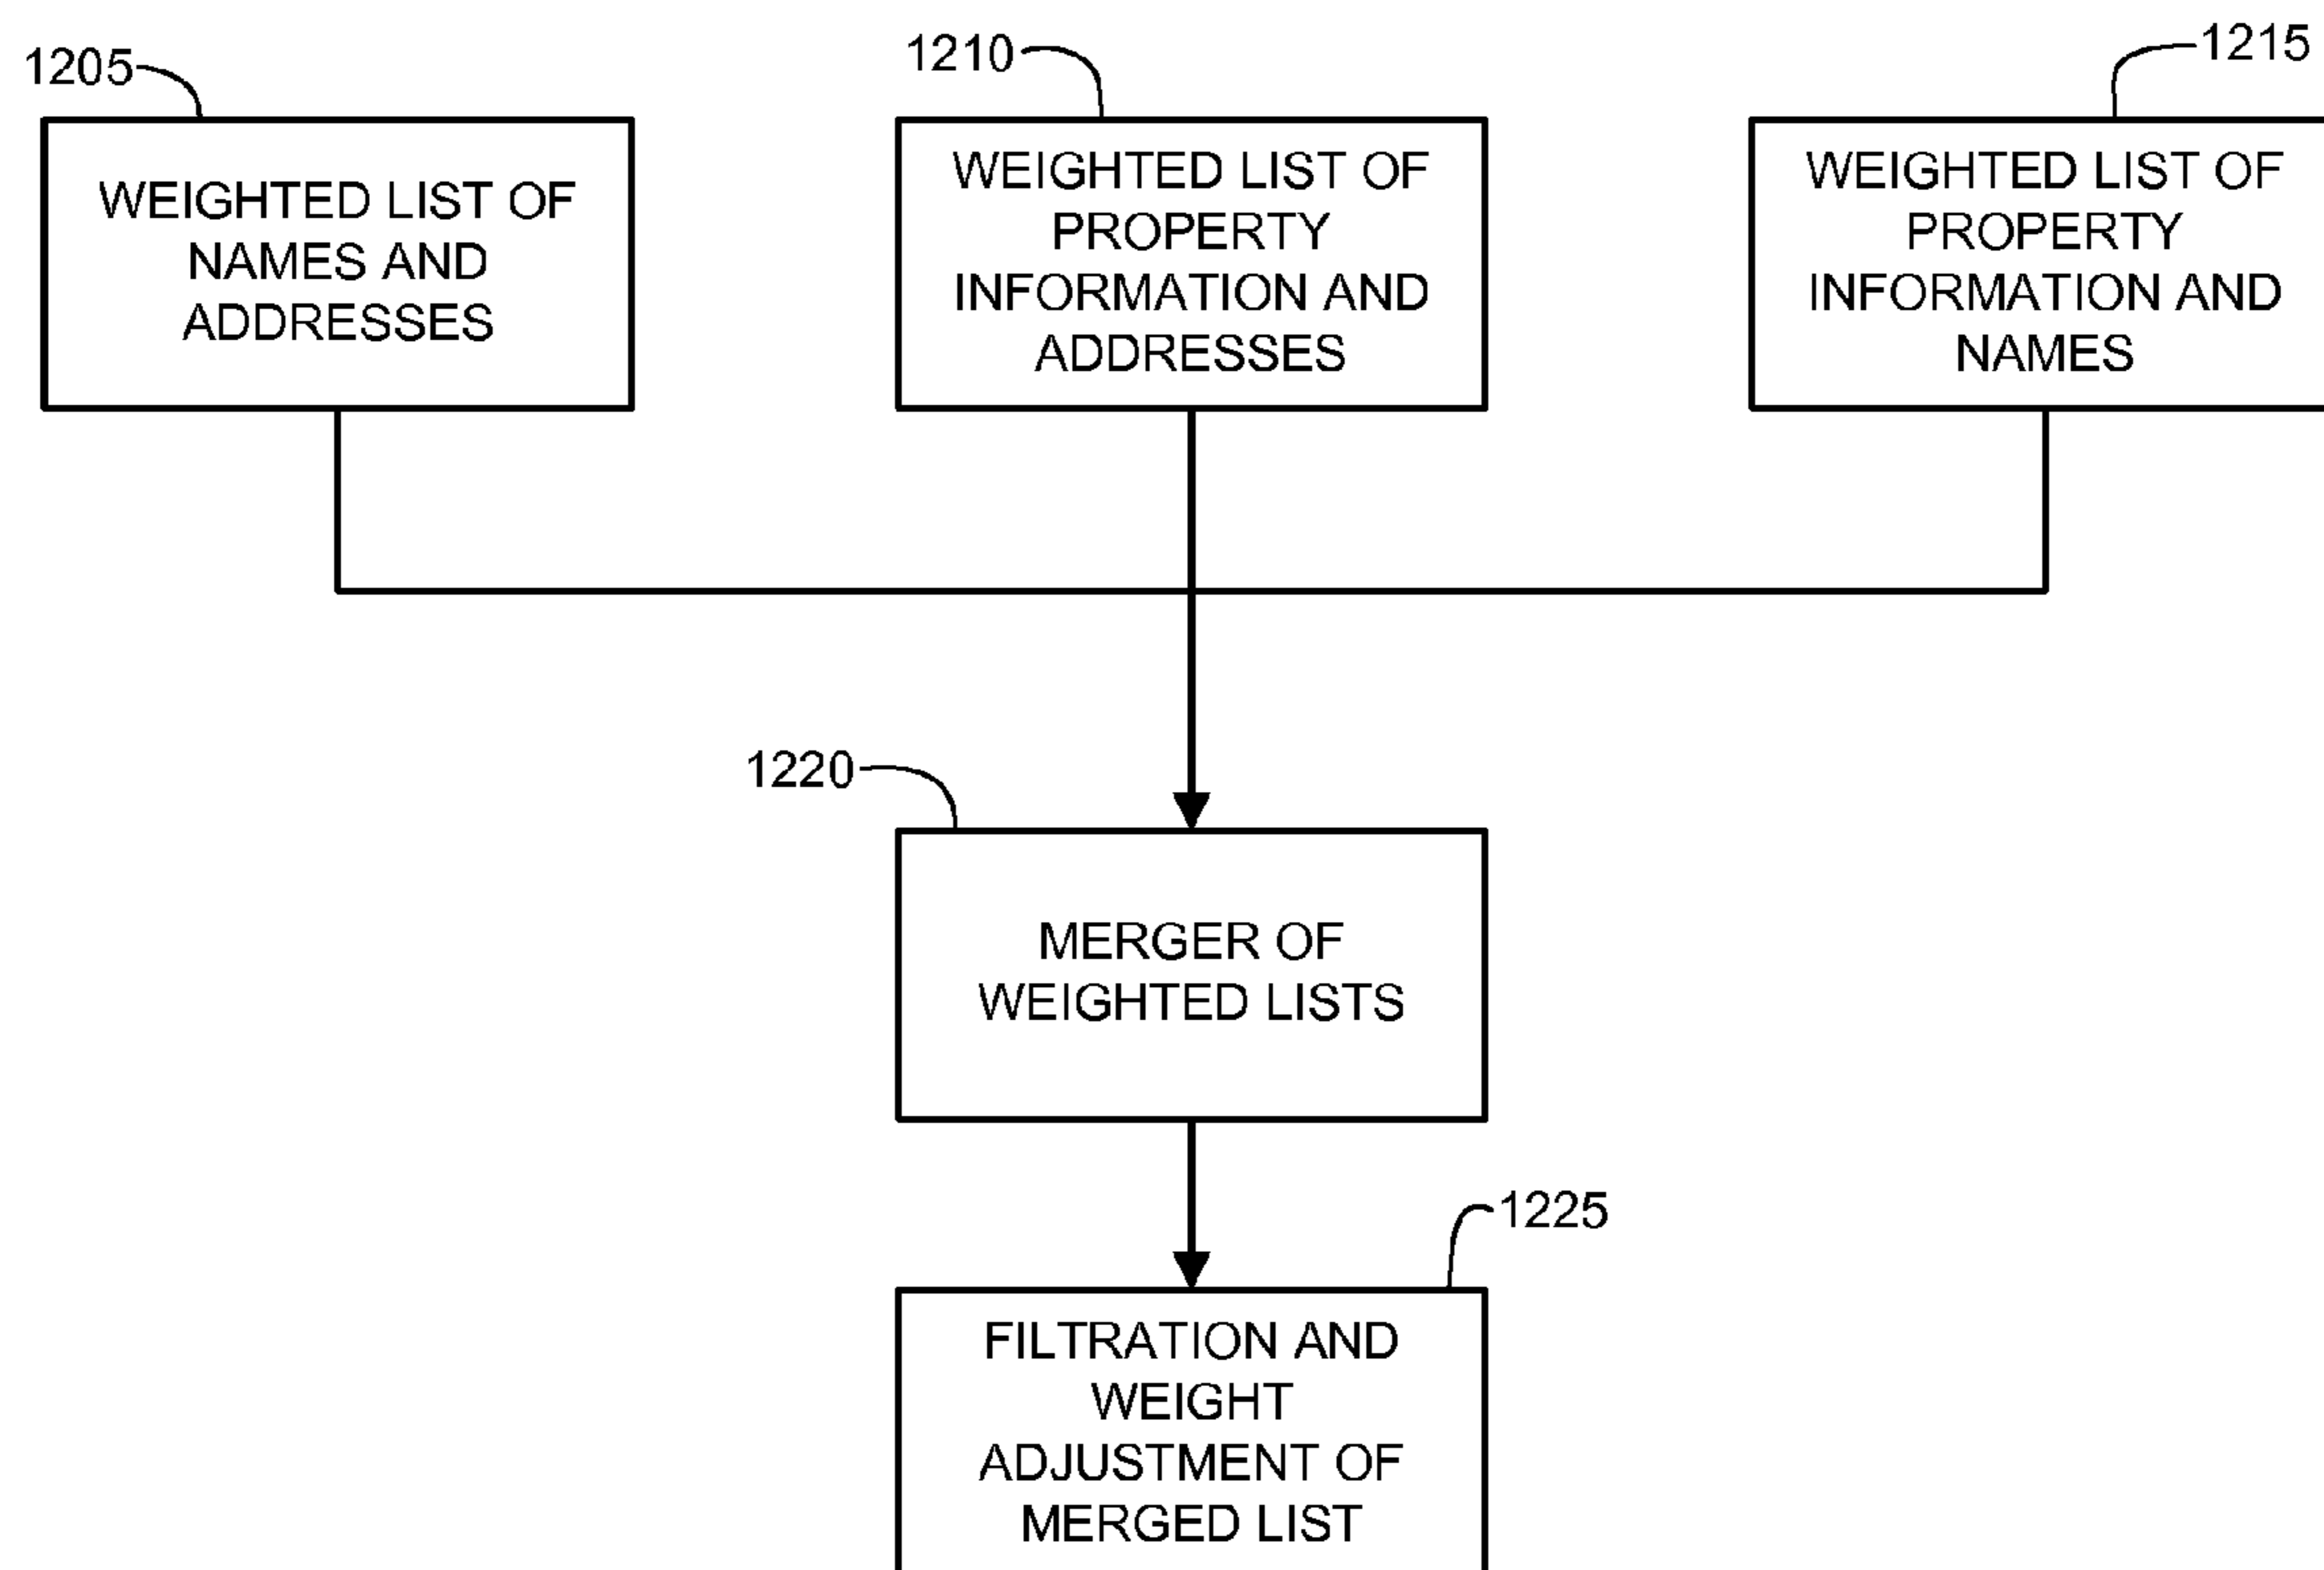 1205
1210
1215
WEIGHTED LIST OF
NAMES AND
ADDRESSES
WEIGHTED LIST OF
PROPERTY
INFORMATION AND
ADDRESSES
WEIGHTED LIST OF
PROPERTY
INFORMATION AND
NAMES
1220
MERGER OF
WEIGHTED LISTS
1225
FILTRATION AND
WEIGHT
ADJUSTMENT OF
MERGED LIST